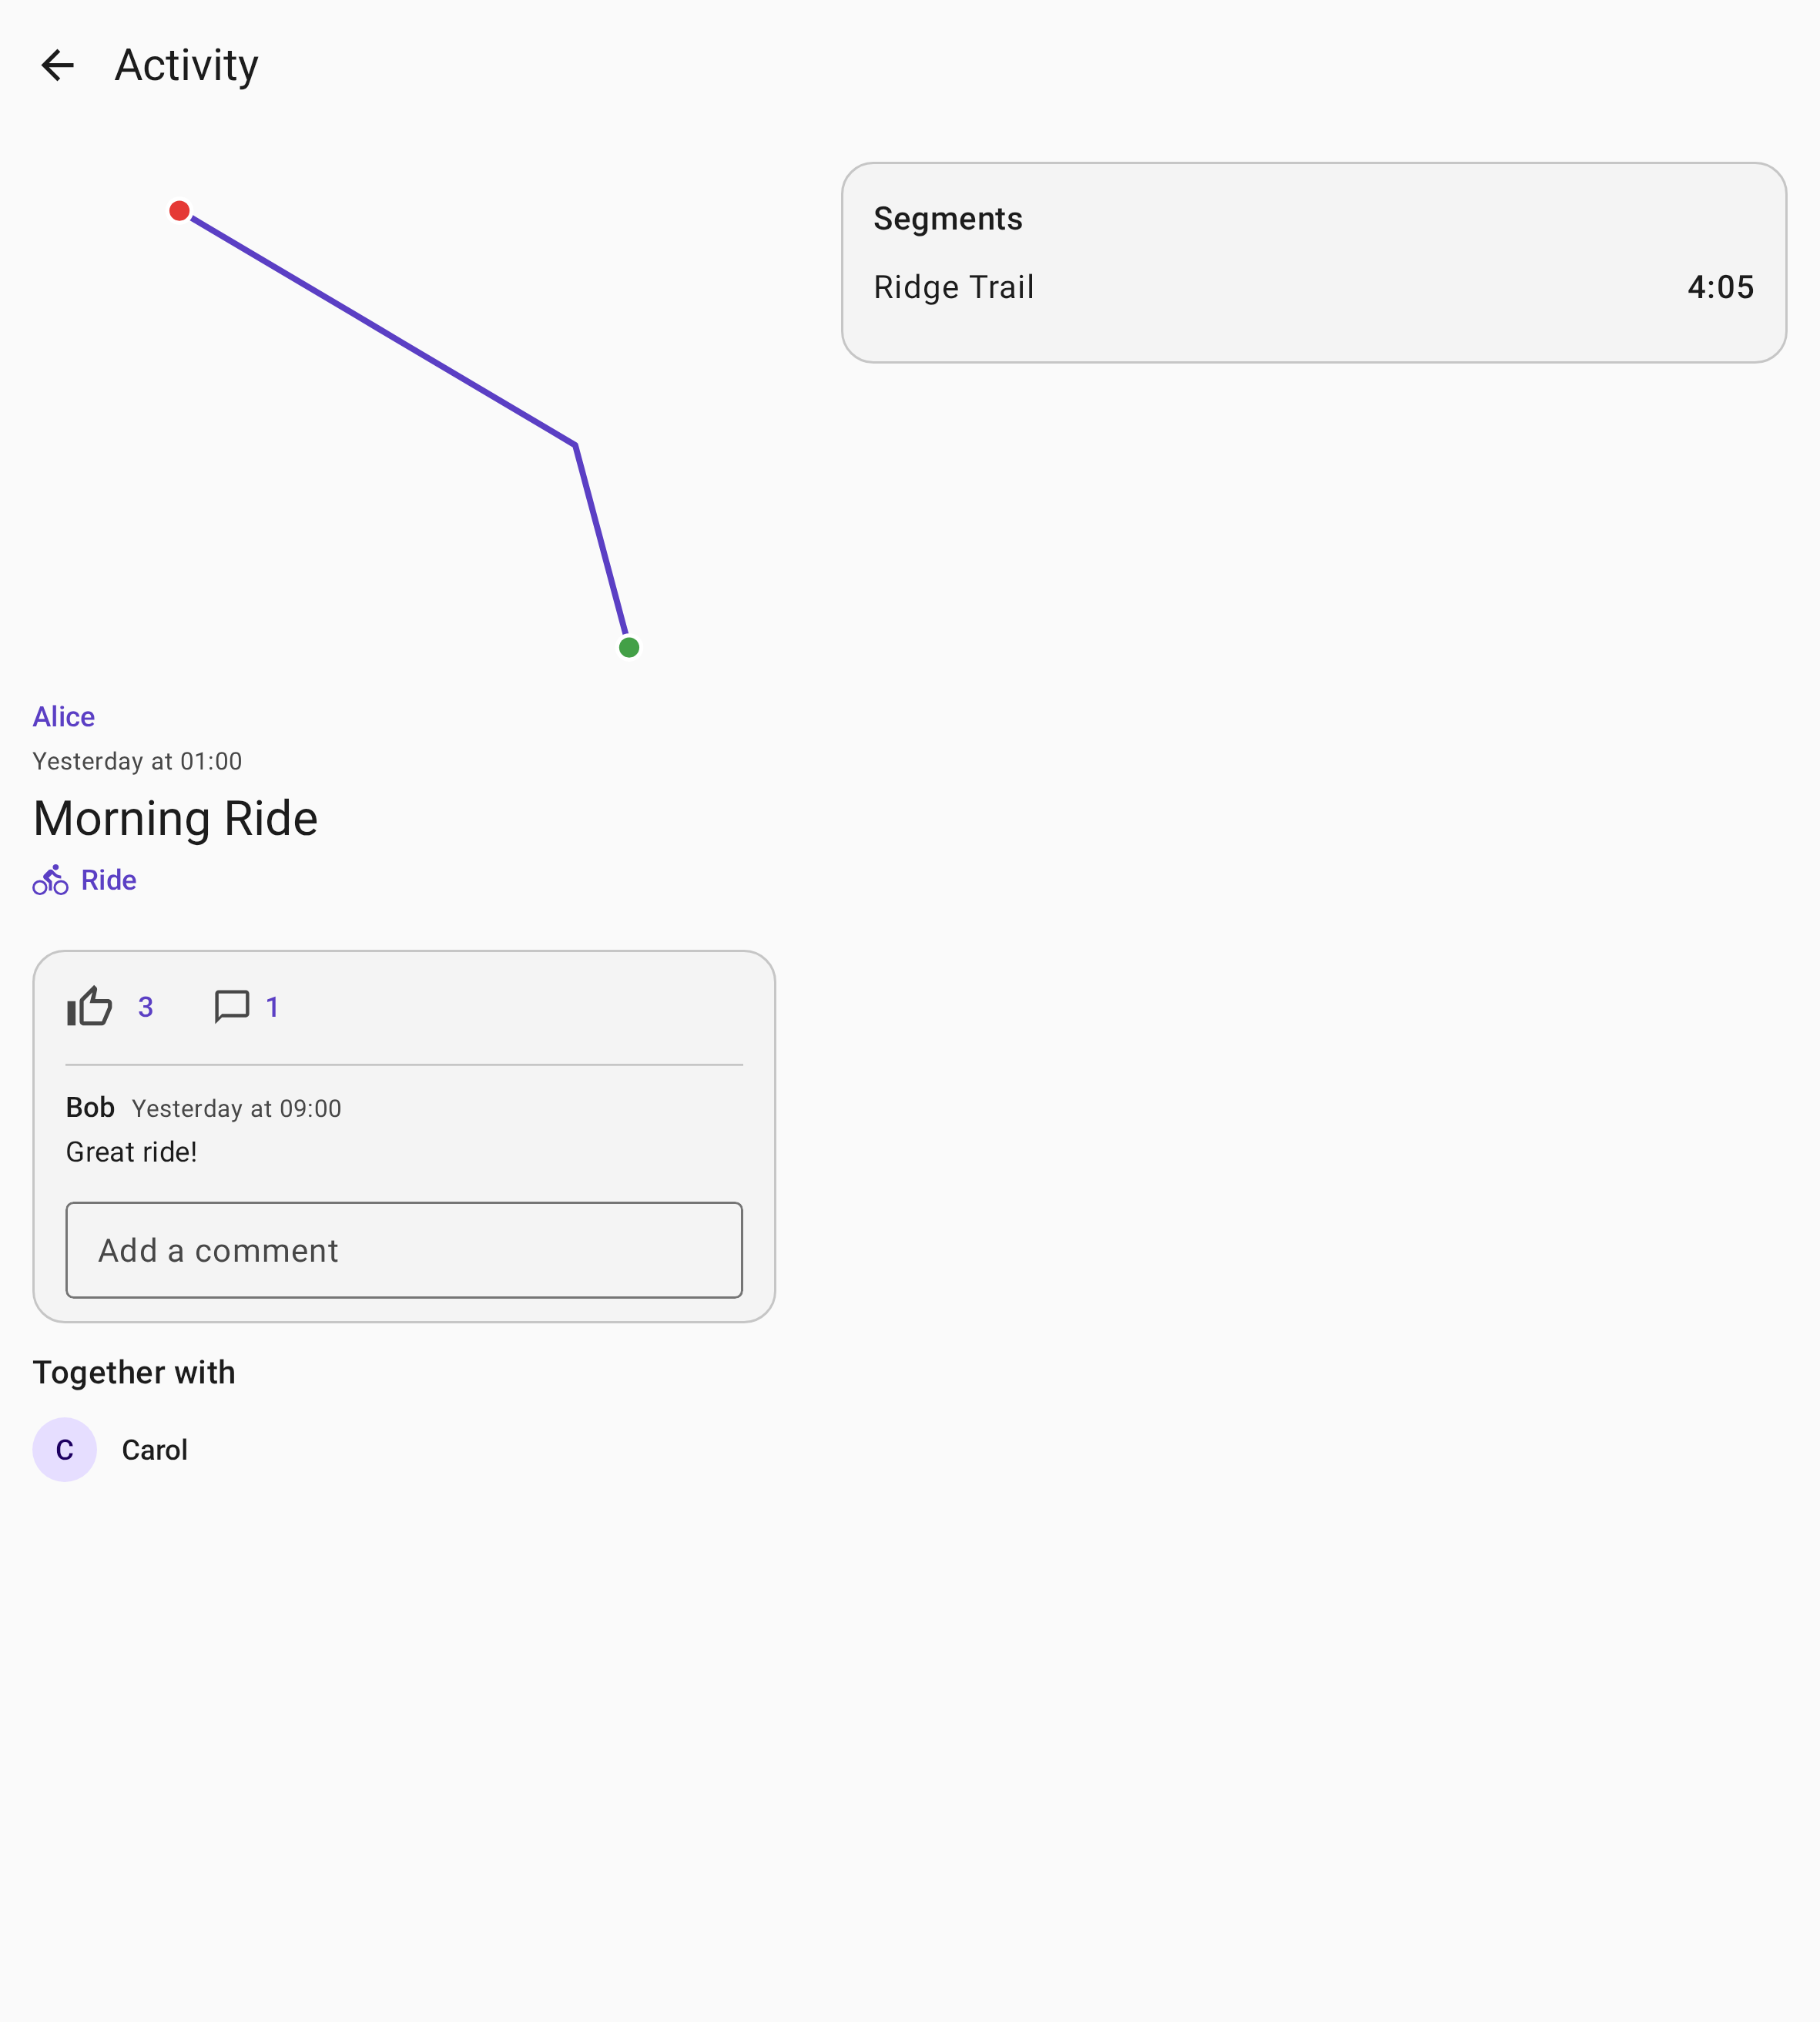 Activity
Alice
Yesterday at 01:00
Morning Ride
Ride
3 1
Bob Yesterday at 09:00
Great ride!
Add a comment
Together with
C Carol
Segments
Ridge Trail 4:05